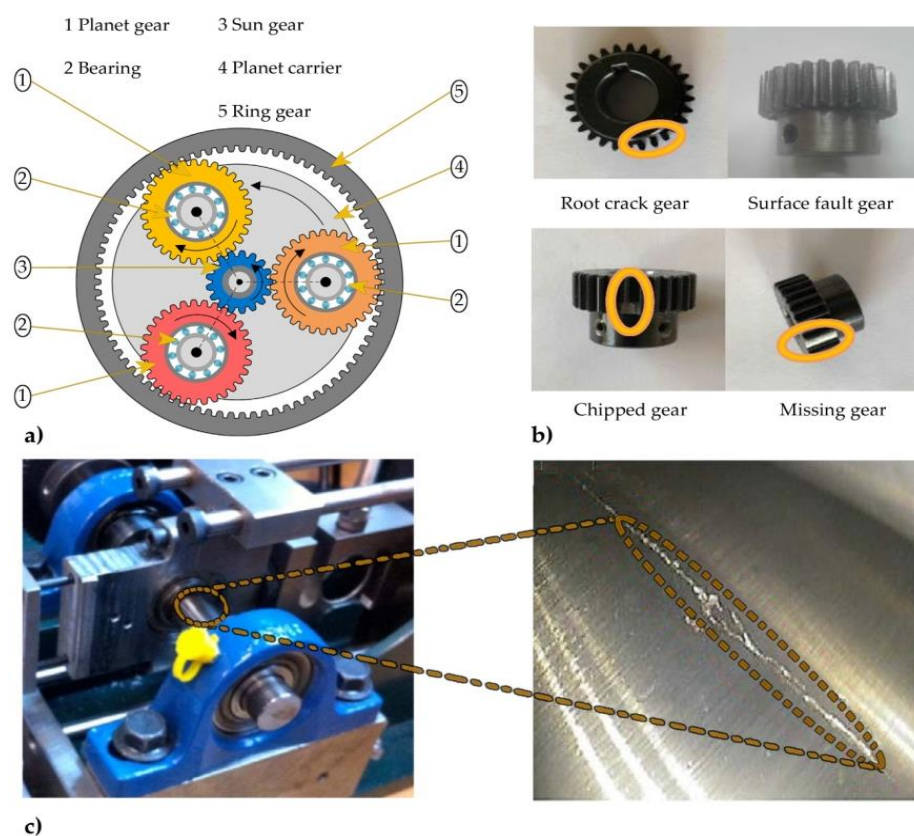 1 Planet gear 3 Sun gear
2 Bearing 4 Planet carrier
5 Ring gear
1
5
2
4
3
1
2
2
1
a)
Root crack gear Surface fault gear
Chipped gear Missing gear
b)
c)